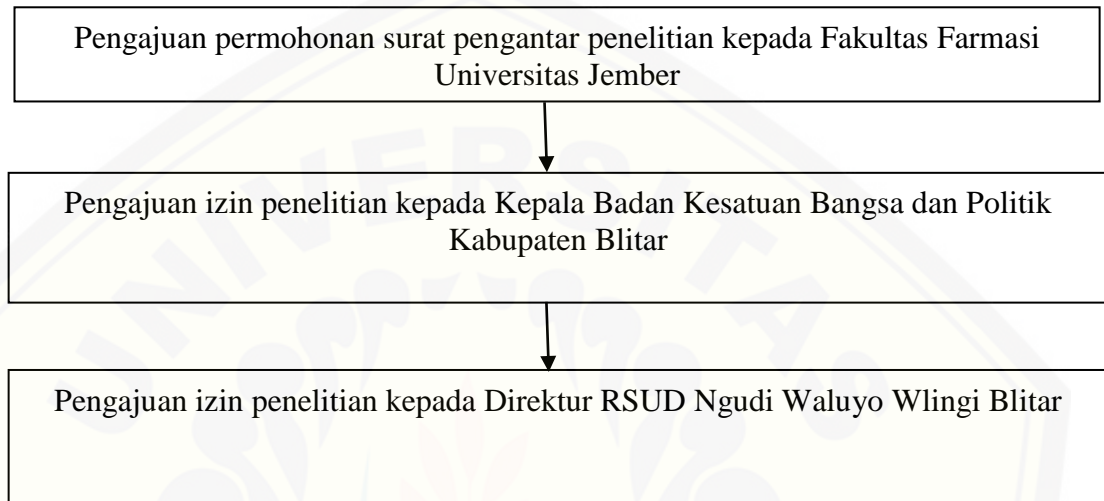 Pengajuan permohonan surat pengantar penelitian kepada Fakultas Farmasi
Universitas Jember
Pengajuan izin penelitian kepada Kepala Badan Kesatuan Bangsa dan Politik
Kabupaten Blitar
Pengajuan izin penelitian kepada Direktur RSUD Ngudi Waluyo Wlingi Blitar
UNIVERSITAS